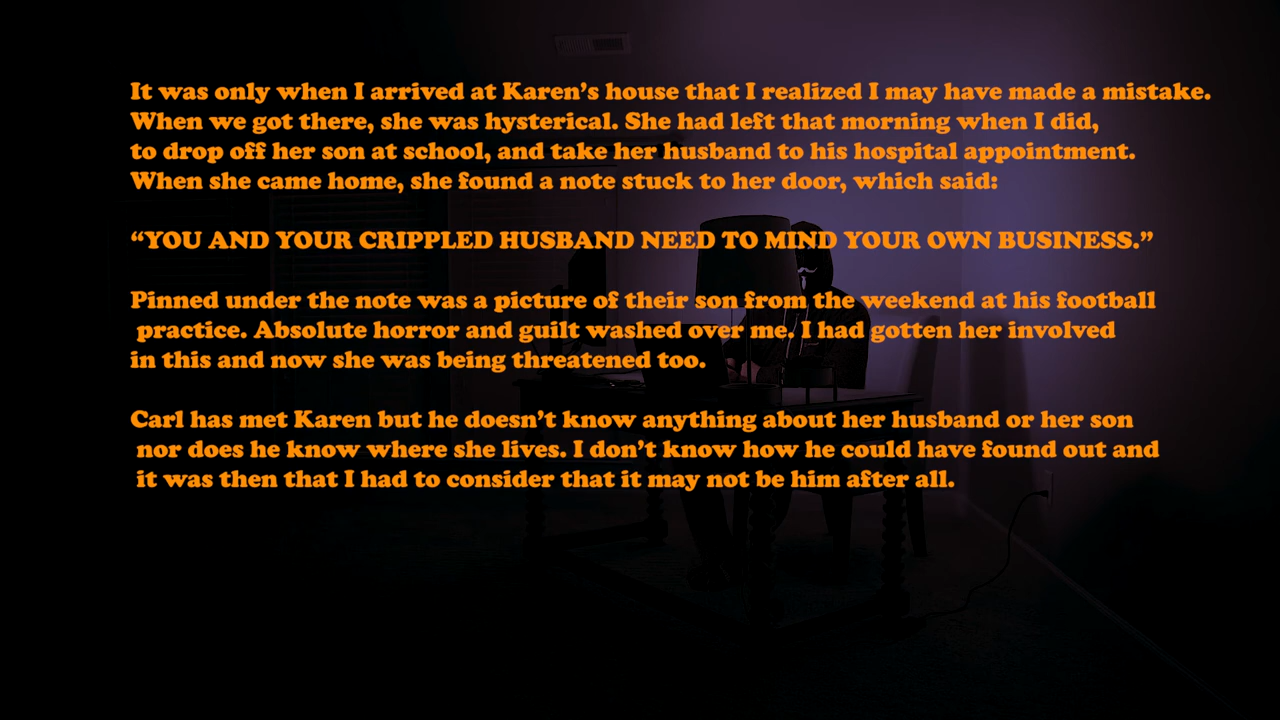 It was only when I arrived at Karen’s house that I realized I may have made a mistake.
When we got there, she was hysterical. She had left that morning when I did,
to drop off her son at school, and take her husband to his hospital appointment.
When she came home, she found a note stuck to her door, which said:
“YOU AND YOUR CRIPPLED HUSBAND NEED TO MIND YOUR OWN BUSINESS.”
Pinned under the note was a picture of their son from the weekend at his football
practice. Absolute horror and guilt washed over me. I had gotten her involved
in this and now she was being threatened too.
Carl has met Karen but he doesn’t know anything about her husband or her son
nor does he know where she lives. I don’t know how he could have found out and
it was then that I had to consider that it may not be him after all.